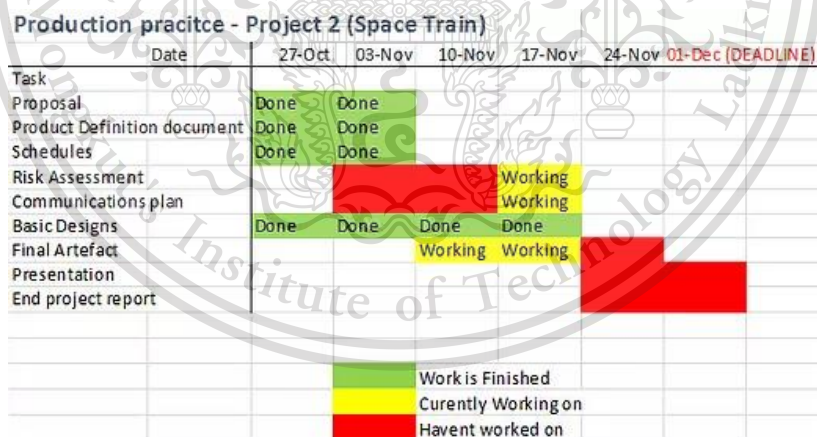 Production pracitce - Project 2 (Space Train)
Date 27-Oct 03-Nov 10-Nov 17-Nov 24-Nov 01-Dec (DEADLINE)
Task
Proposal Done Done
Product Definition document Done Done
Schedules Done Done
Risk Assessment Working
Communications plan Working
Basic Designs Done Done Done Done
Final Artefact Working Working
Presentation
End project report
Work is Finished
Curently Working on
Havent worked on
Institute of Technology Ladk